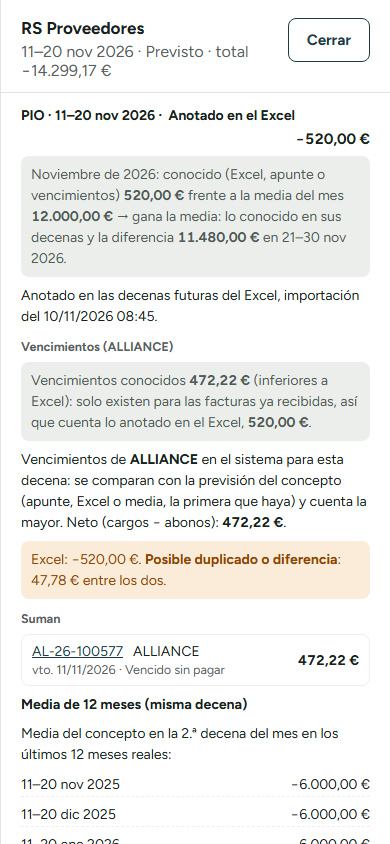 RS Proveedores
11–20 nov 2026 · Previsto · total
−14.299,17 €
Cerrar
PIO · 11–20 nov 2026 · Anotado en el Excel
−520,00 €
Noviembre de 2026: conocido (Excel, apunte o
vencimientos) 520,00 € frente a la media del mes
12.000,00 € → gana la media: lo conocido en sus
decenas y la diferencia 11.480,00 € en 21–30 nov
2026.
Anotado en las decenas futuras del Excel, importación
del 10/11/2026 08:45.
Vencimientos (ALLIANCE)
Vencimientos conocidos 472,22 € (inferiores a
Excel): solo existen para las facturas ya recibidas, así
que cuenta lo anotado en el Excel, 520,00 €.
Vencimientos de ALLIANCE en el sistema para esta
decena: se comparan con la previsión del concepto
(apunte, Excel o media, la primera que haya) y cuenta la
mayor. Neto (cargos − abonos): 472,22 €.
Excel: −520,00 €. Posible duplicado o diferencia:
47,78 € entre los dos.
Suman
AL-26-100577 ALLIANCE
vto. 11/11/2026 · Vencido sin pagar
472,22 €
Media de 12 meses (misma decena)
Media del concepto en la 2.ª decena del mes en los
últimos 12 meses reales:
11–20 nov 2025 −6.000,00 €
11–20 dic 2025 −6.000,00 €
11–20 ene 2026 −6.000,00 €